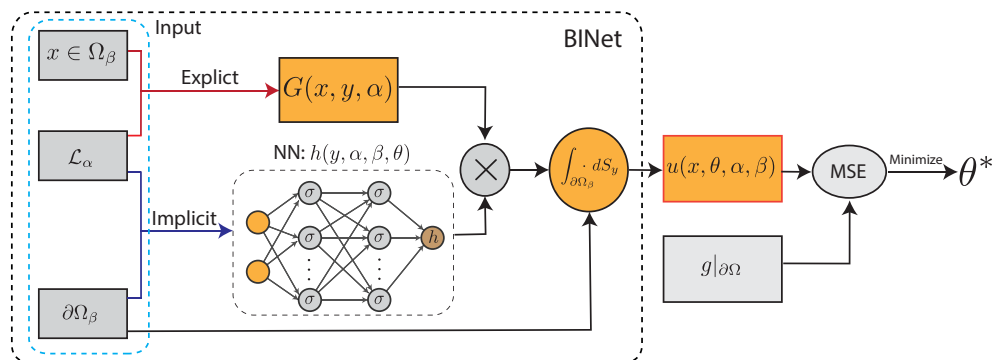 Input
BINet
x ∈ Ω_β
Explict
G(x, y, α)
L_α
NN: h(y, α, β, θ)
Implicit
σ σ
σ σ h
σ σ
∂Ω_β
×
∫_{∂Ω_β} · dS_y
u(x, θ, α, β)
MSE
Minimize
θ*
g|_{∂Ω}